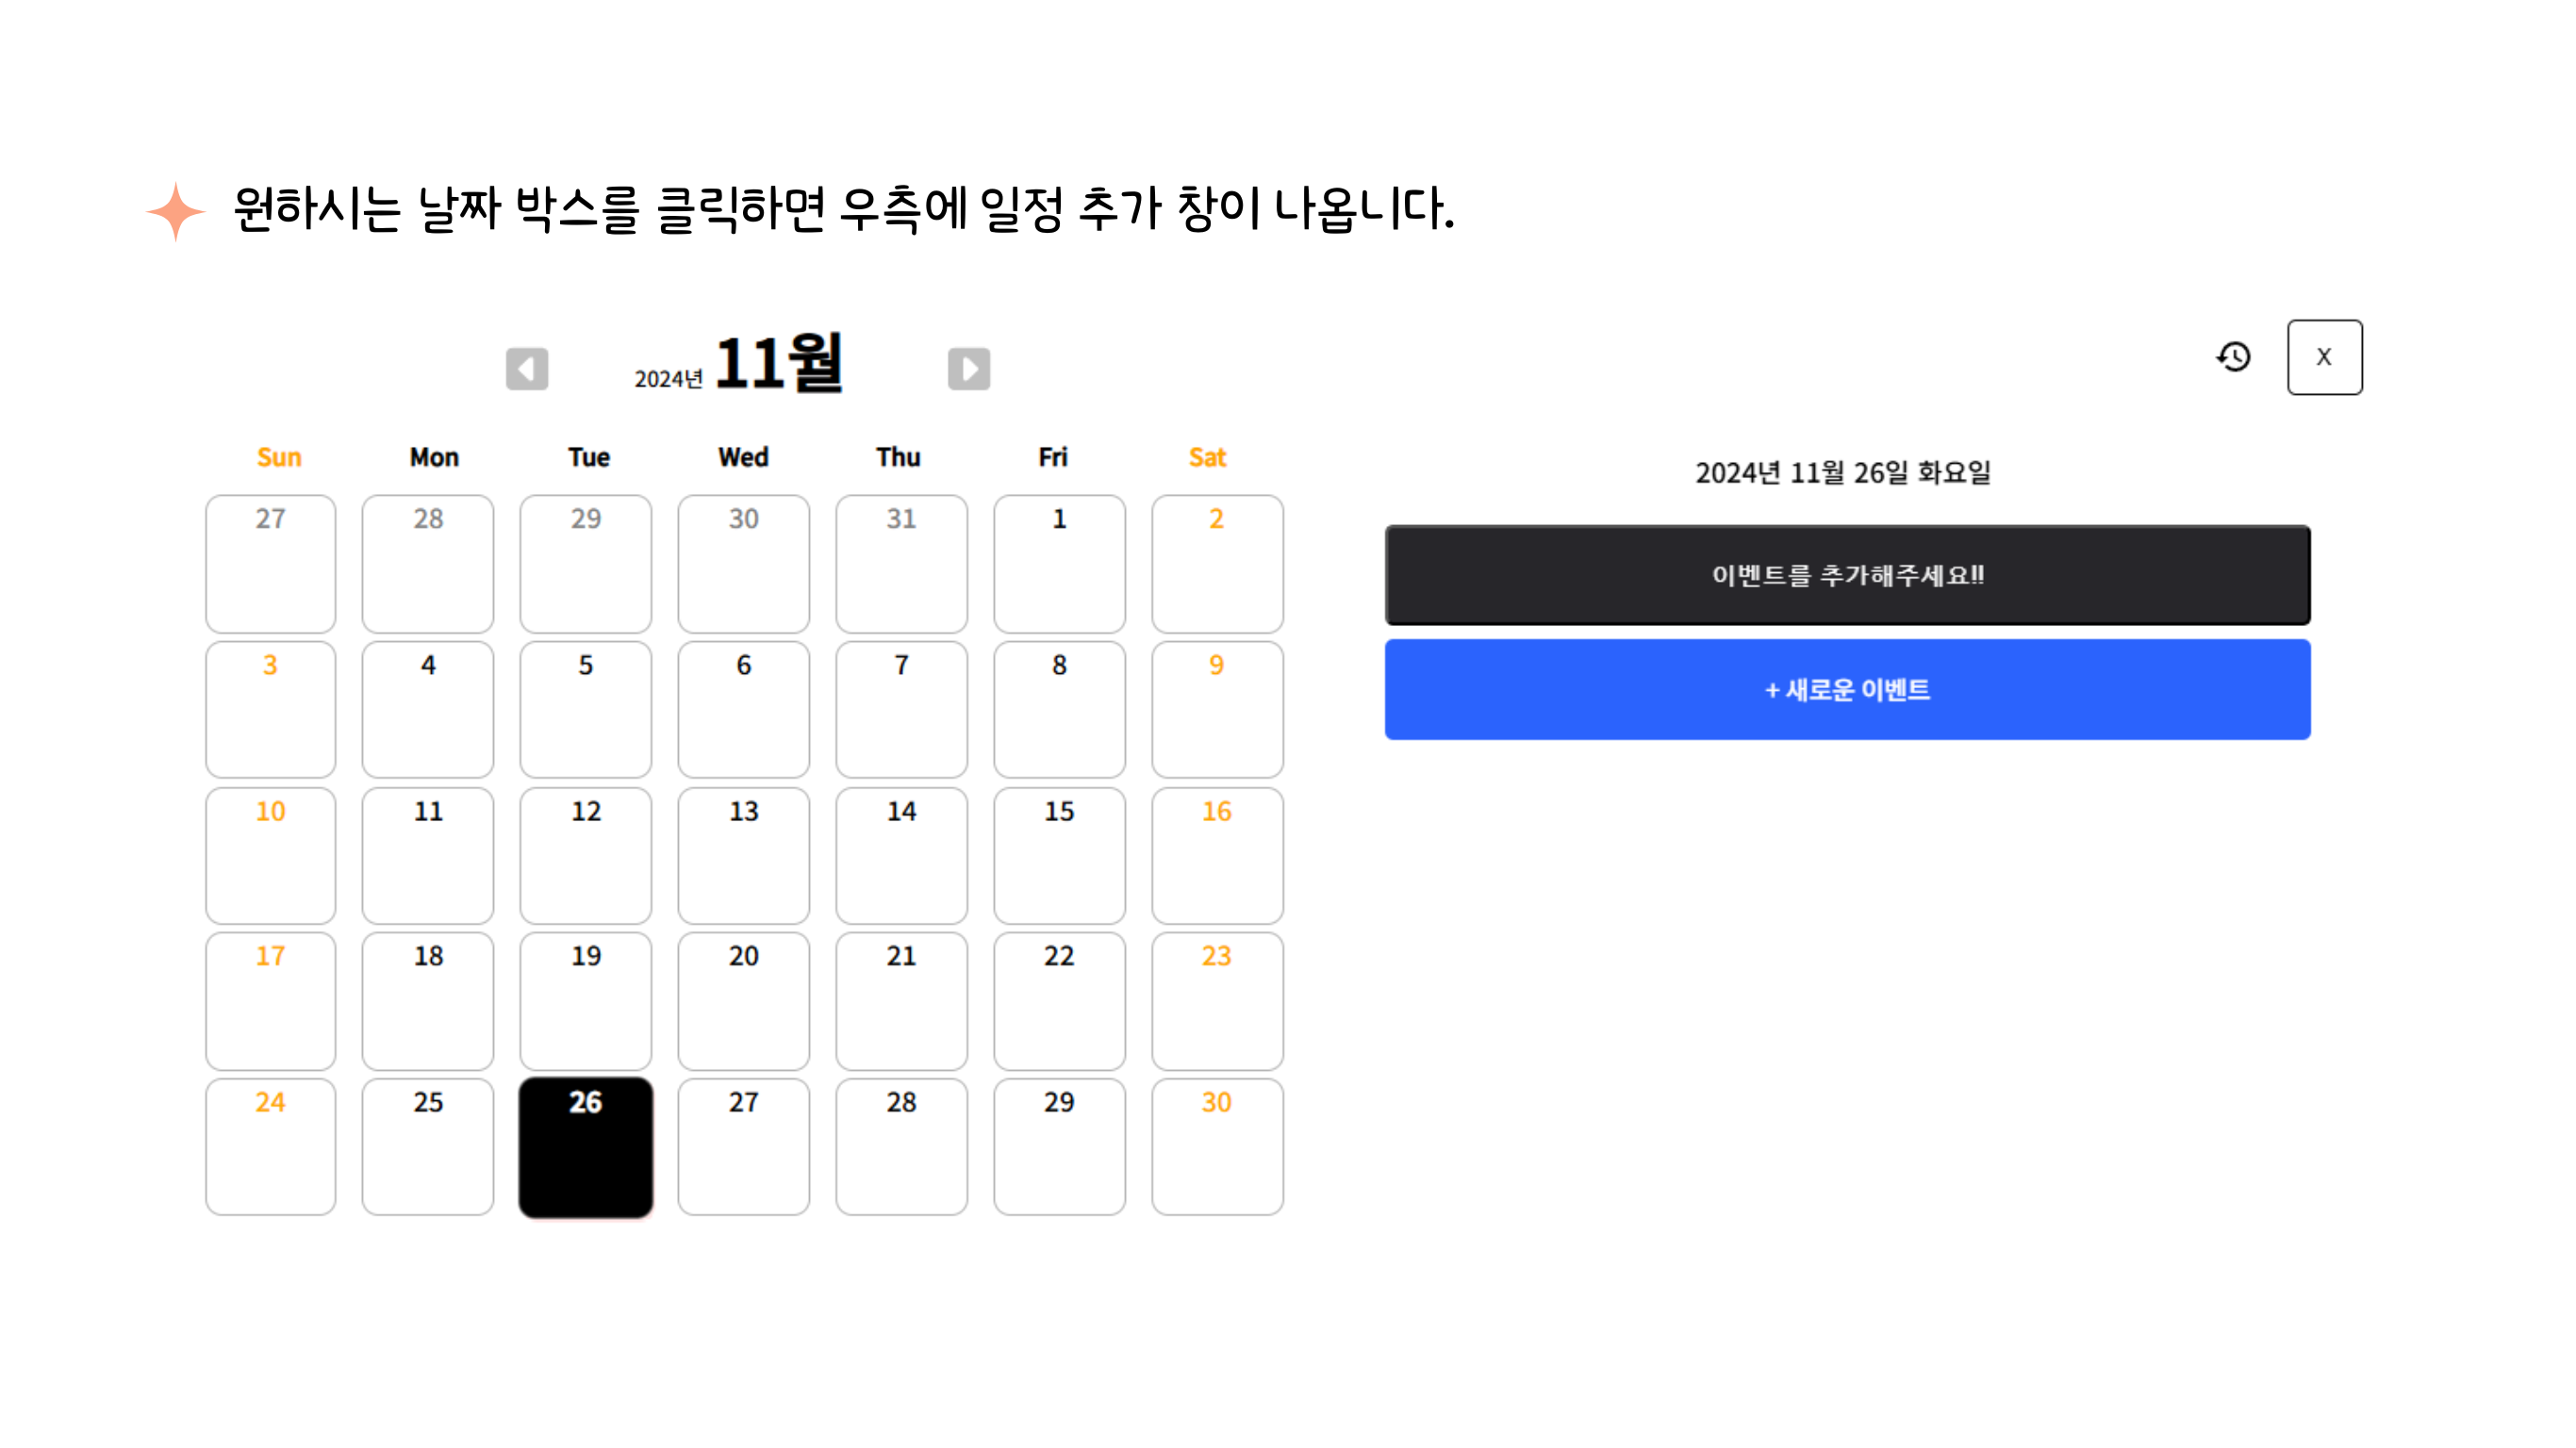 원하시는 날짜 박스를 클릭하면 우측에 일정 추가 창이 나옵니다.
2024년 11월
X
Sun Mon Tue Wed Thu Fri Sat
27 28 29 30 31 1 2
3 4 5 6 7 8 9
10 11 12 13 14 15 16
17 18 19 20 21 22 23
24 25 26 27 28 29 30
2024년 11월 26일 화요일
이벤트를 추가해주세요!!
+ 새로운 이벤트